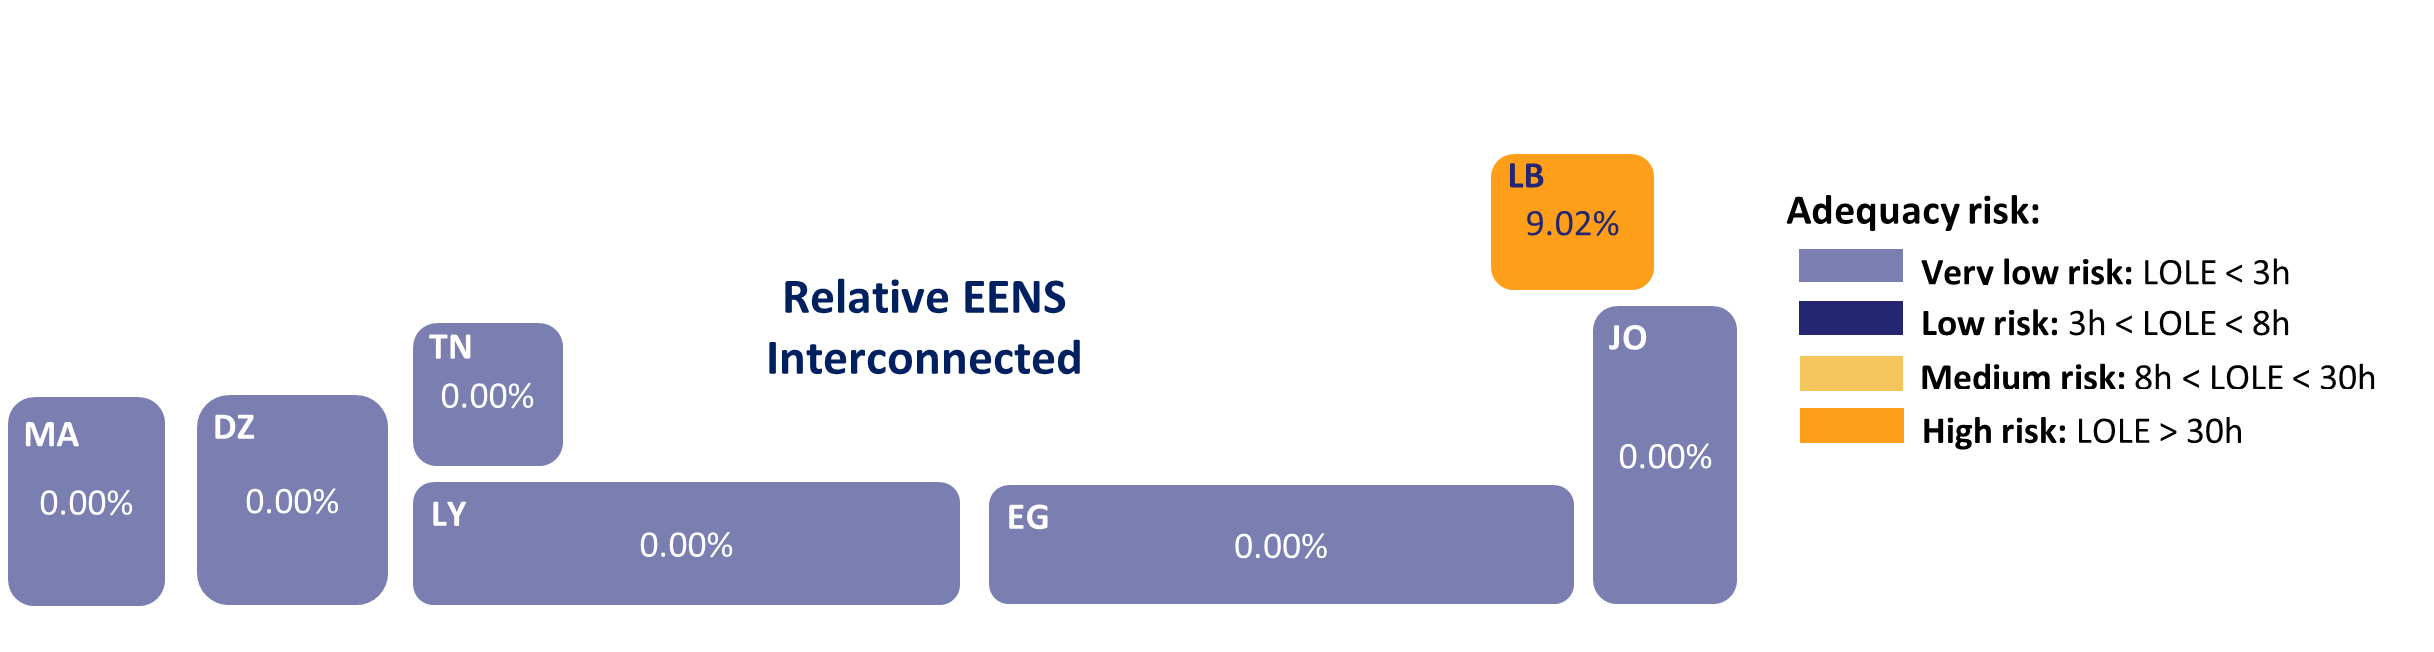 LB
9.02%
Adequacy risk:
Very low risk: LOLE < 3h
Low risk: 3h < LOLE < 8h
Medium risk: 8h < LOLE < 30h
High risk: LOLE > 30h
Relative EENS
Interconnected
TN
0.00%
JO
0.00%
MA
0.00%
DZ
0.00%
LY
0.00%
EG
0.00%